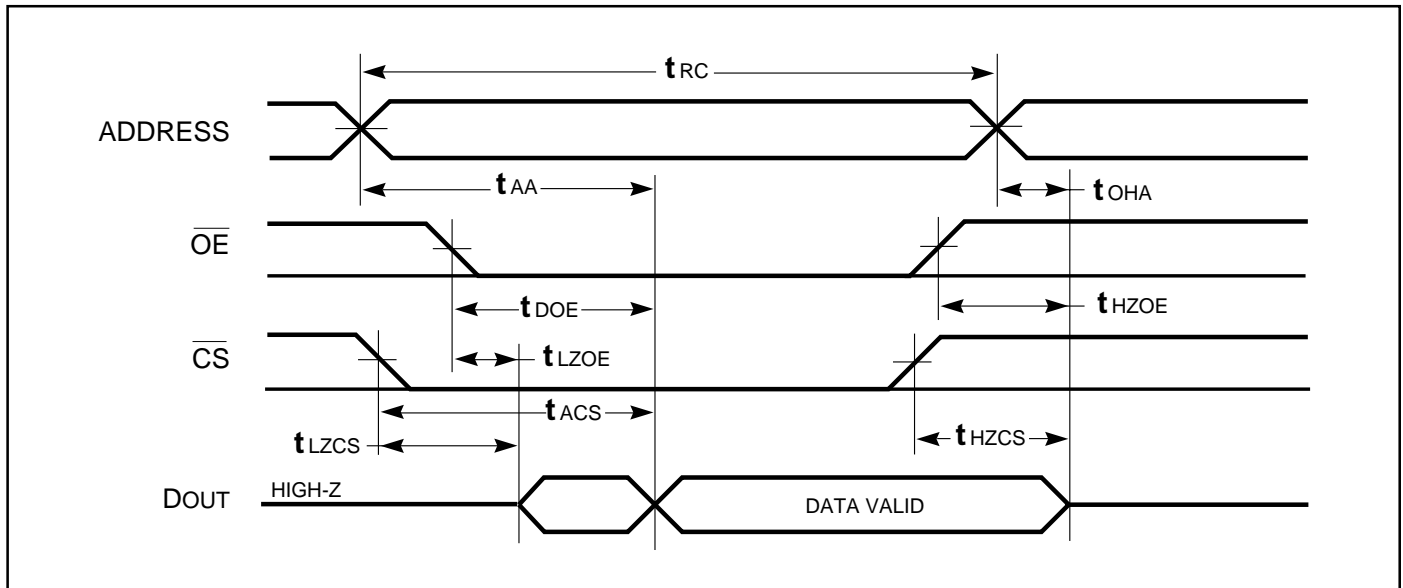 tRC
ADDRESS
tAA
tOHA
OE
tDOE
tHZOE
CS
tLZOE
tACS
tLZCS
tHZCS
DOUT
HIGH-Z
DATA VALID